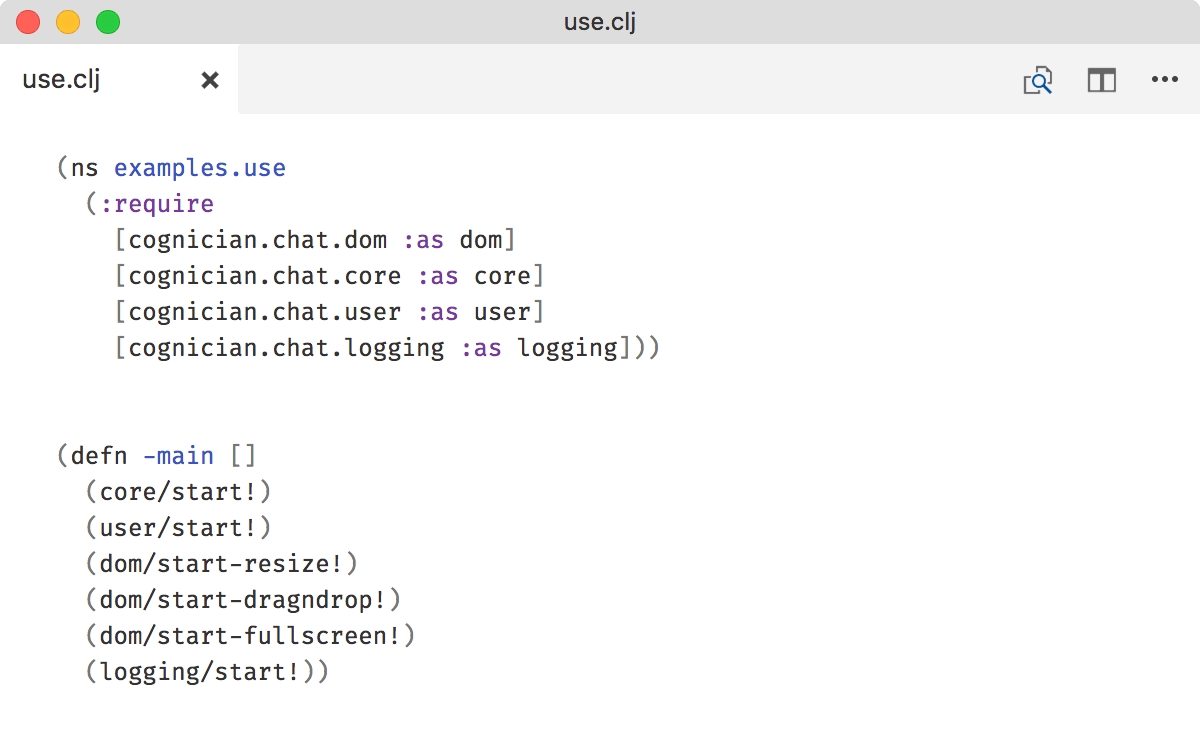 use.clj
use.clj
(ns examples.use
  (:require
    [cognician.chat.dom :as dom]
    [cognician.chat.core :as core]
    [cognician.chat.user :as user]
    [cognician.chat.logging :as logging]))
(defn -main []
  (core/start!)
  (user/start!)
  (dom/start-resize!)
  (dom/start-dragndrop!)
  (dom/start-fullscreen!)
  (logging/start!))